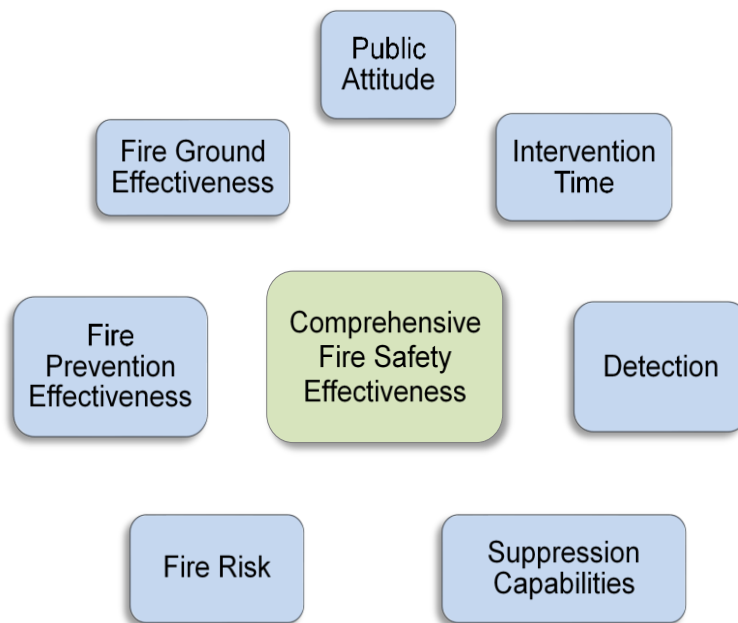 Public
Attitude
Fire Ground
Effectiveness
Intervention
Time
Fire
Prevention
Effectiveness
Comprehensive
Fire Safety
Effectiveness
Detection
Fire Risk
Suppression
Capabilities